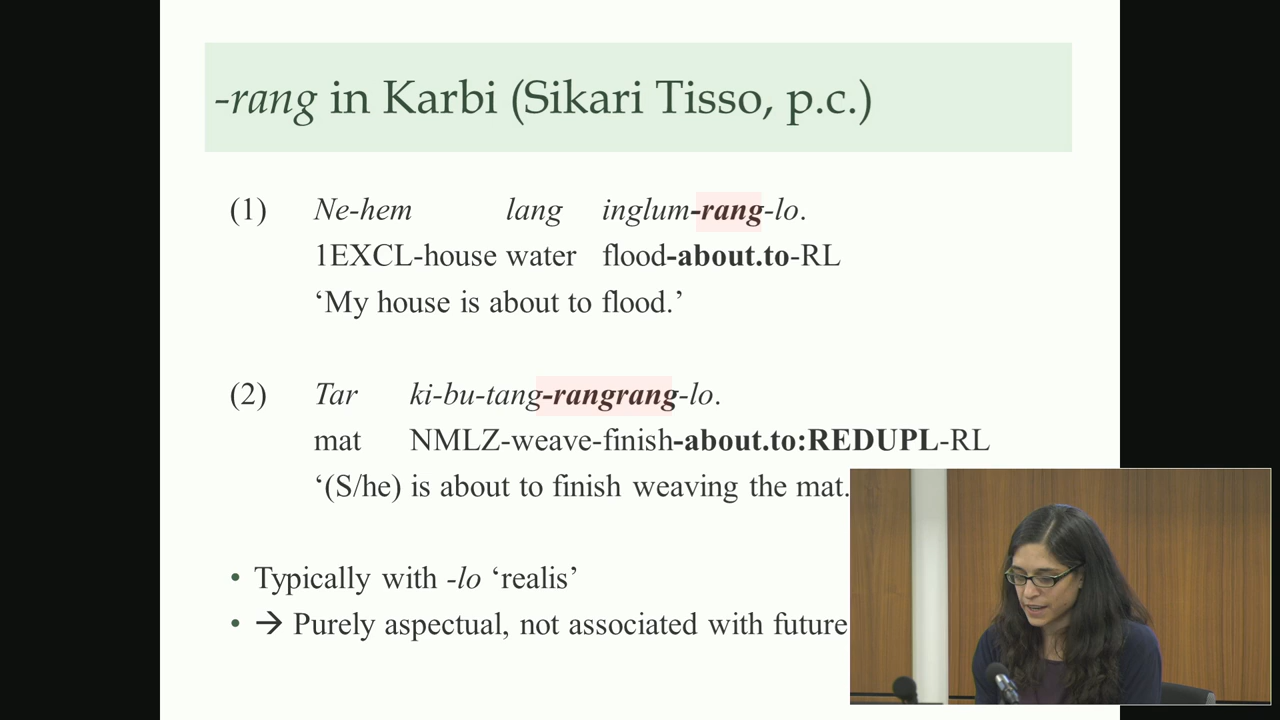 -rang in Karbi (Sikari Tisso, p.c.)
(1) Ne-hem lang inglum-rang-lo.
1EXCL-house water flood-about.to-RL
‘My house is about to flood.’
(2) Tar ki-bu-tang-rangrang-lo.
mat NMLZ-weave-finish-about.to:REDUPL-RL
‘(S/he) is about to finish weaving the mat.
• Typically with -lo ‘realis’
• → Purely aspectual, not associated with future